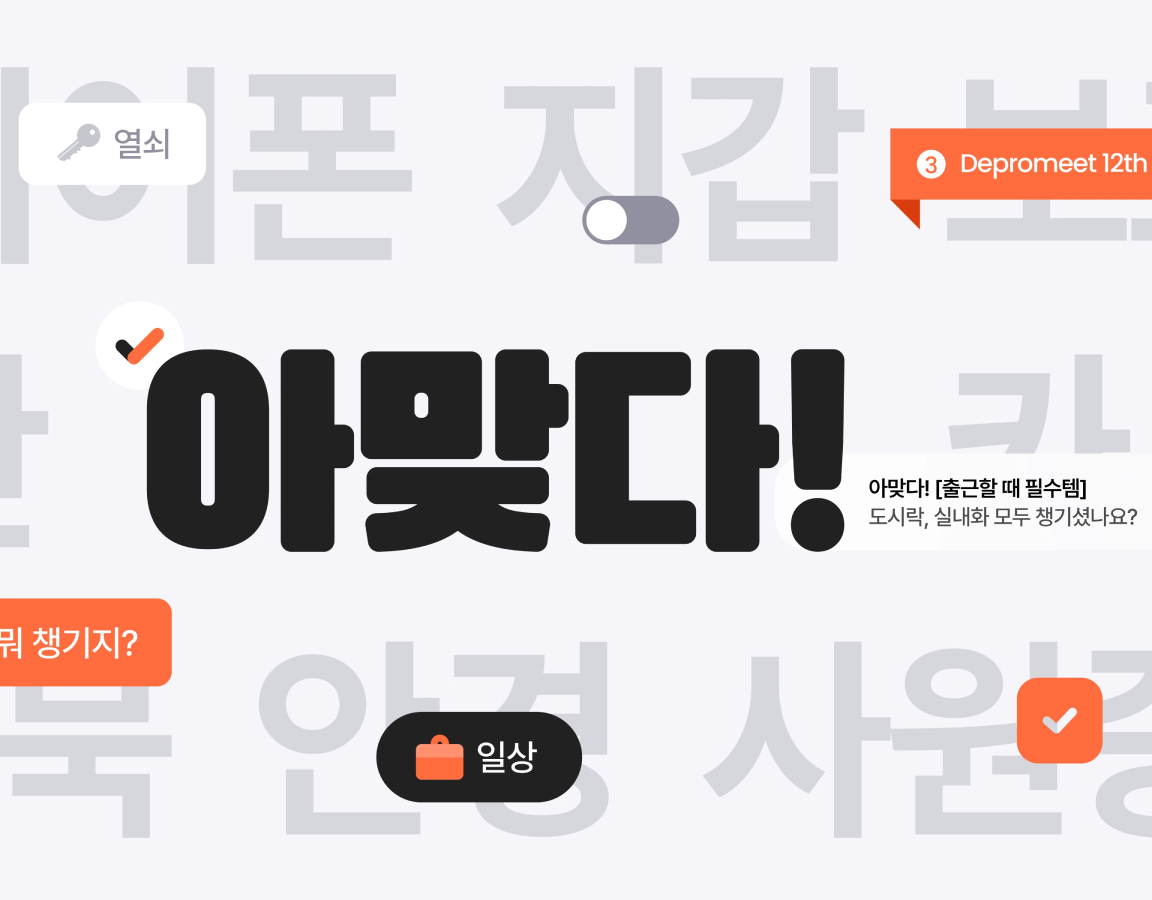 이폰 지갑 보
열쇠
3 Depromeet 12th
아맞다!
아맞다! [출근할 때 필수템]
도시락, 실내화 모두 챙기셨나요?
뭐 챙기지?
북 안경 사원증
일상